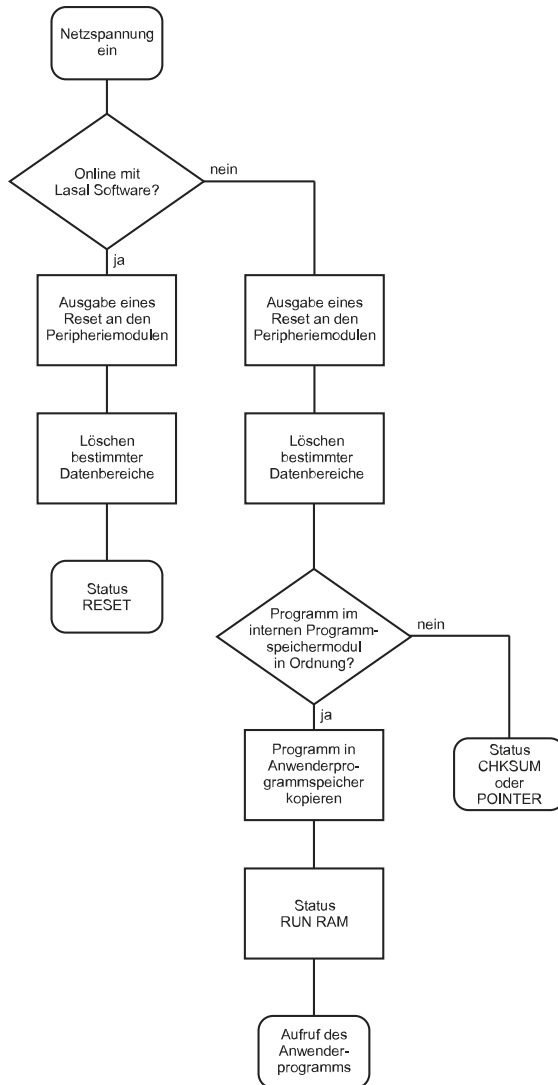 Netzspannung
ein
Online mit
Lasal Software?
nein
ja
Ausgabe eines
Reset an den
Peripheriemodulen
Ausgabe eines
Reset an den
Peripheriemodulen
Löschen
bestimmter
Datenbereiche
Löschen
bestimmter
Datenbereiche
Status
RESET
Programm im
internen Programm-
speichermodul
in Ordnung?
nein
ja
Programm in
Anwenderpro-
grammspeicher
kopieren
Status
CHKSUM
oder
POINTER
Status
RUN RAM
Aufruf des
Anwender-
programms